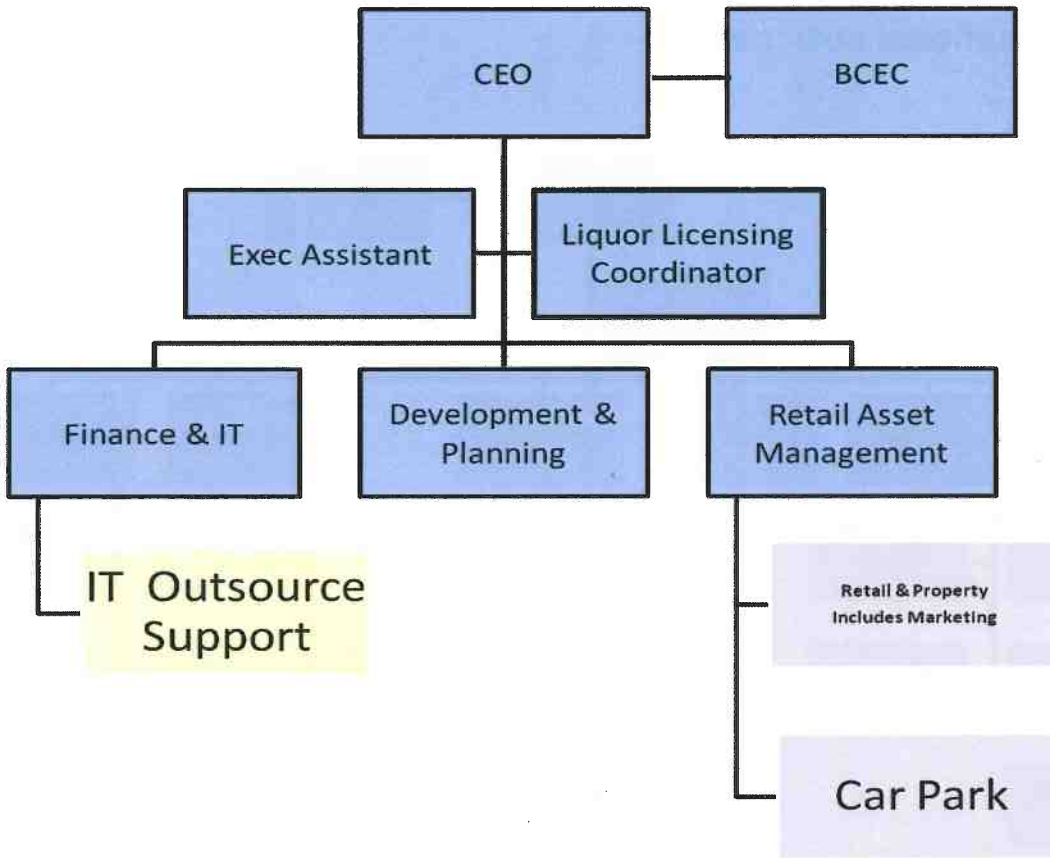 CEO
BCEC
Exec Assistant
Liquor Licensing
Coordinator
Finance & IT
Development &
Planning
Retail Asset
Management
IT Outsource
Support
Retail & Property
Includes Marketing
Car Park